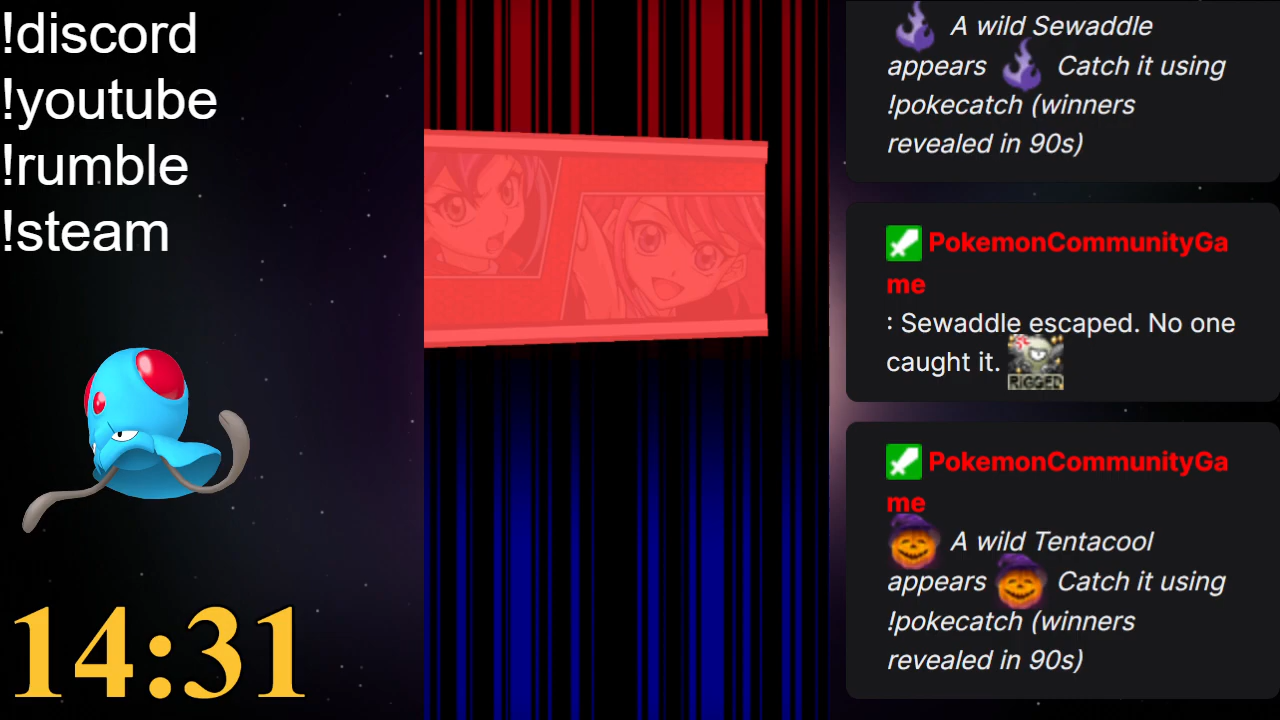 !discord
!youtube
!rumble
!steam
14:31
A wild Sewaddle
appears Catch it using
!pokecatch (winners
revealed in 90s)
PokemonCommunityGa
me
: Sewaddle escaped. No one
caught it.
RIGGED
PokemonCommunityGa
me
A wild Tentacool
appears Catch it using
!pokecatch (winners
revealed in 90s)